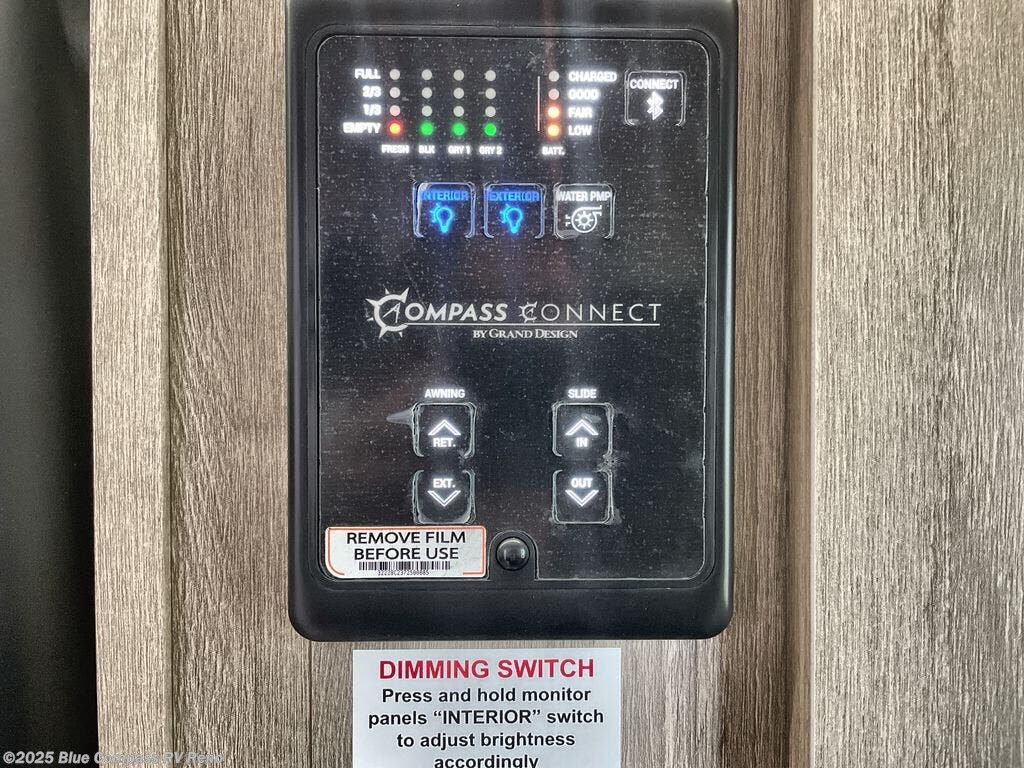 FULL
2/3
1/3
EMPTY
FRESH BLK GRY 1 GRY 2
CHARGED
GOOD
FAIR
LOW
BATT.
CONNECT
INTERIOR EXTERIOR WATER PMP
COMPASS CONNECT
BY GRAND DESIGN
AWNING SLIDE
RET. IN
EXT. OUT
REMOVE FILM
BEFORE USE
DIMMING SWITCH
Press and hold monitor
panels “INTERIOR” switch
to adjust brightness
accordingly
©2025 Blue Compass RV Reno